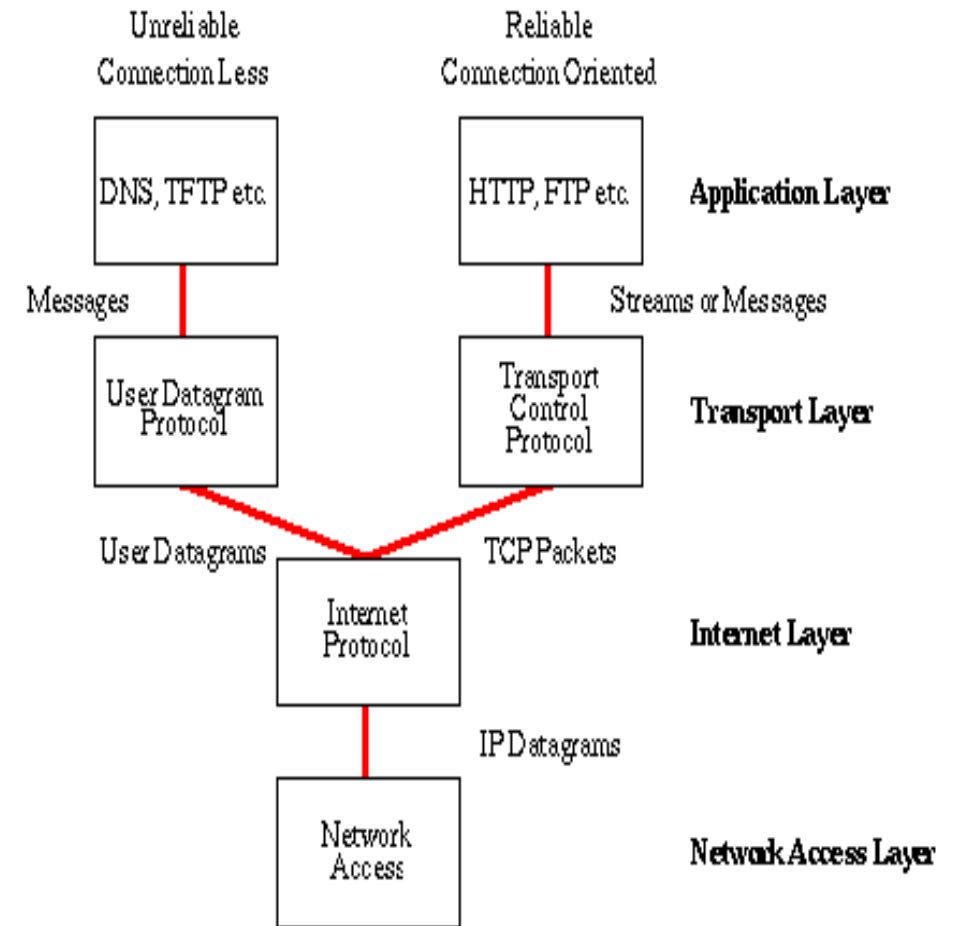 Unreliable
Connection Less
Reliable
Connection Oriented
DNS, TFTP etc.
HTTP, FTP etc.
Application Layer
Messages
Streams or Messages
User Datagram
Protocol
Transport
Control
Protocol
Transport Layer
User Datagrams
TCP Packets
Internet
Protocol
Internet Layer
IP Datagrams
Network
Access
Network Access Layer